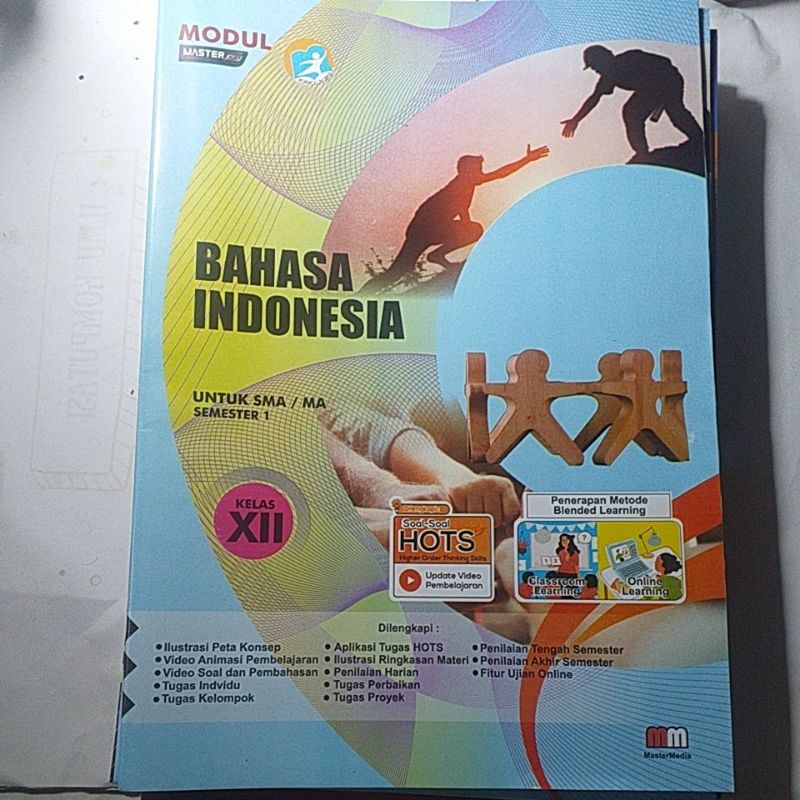 MODUL
MASTER
BAHASA
INDONESIA
UNTUK SMA / MA
SEMESTER 1
KELAS
XII
Dilengkapi
Soal-Soal
HOTS
Higher Order Thinking Skills
Update Video
Pembelajaran
Penerapan Metode
Blended Learning
Classroom
Learning
Online
Learning
Dilengkapi :
Ilustrasi Peta Konsep
Video Animasi Pembelajaran
Video Soal dan Pembahasan
Tugas Indvidu
Tugas Kelompok
Aplikasi Tugas HOTS
Ilustrasi Ringkasan Materi
Penilaian Harian
Tugas Perbaikan
Tugas Proyek
Penilaian Tengah Semester
Penilaian Akhir Semester
Fitur Ujian Online
mm
MasterMedia